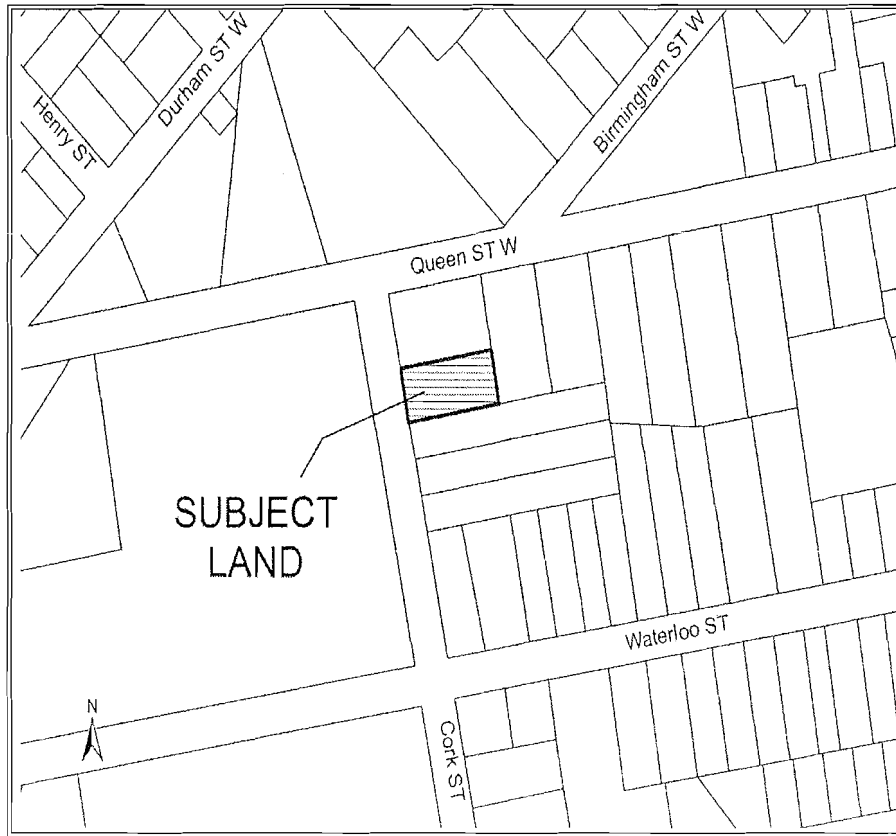 Henry ST
Durham ST W
Birmingham ST W
Queen ST W
SUBJECT
LAND
Waterloo ST
N
Cork ST